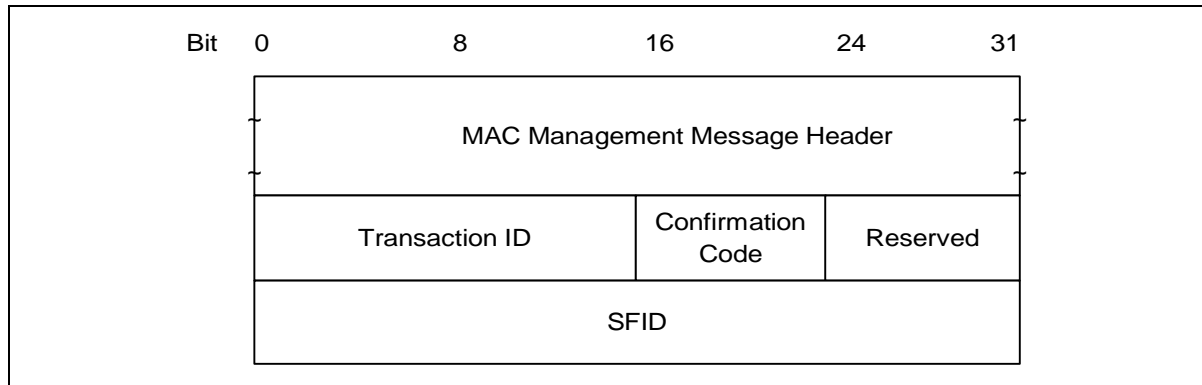 Bit 0 8 16 24 31
~ ~
MAC Management Message Header
~ ~
Transaction ID Confirmation Code Reserved
SFID